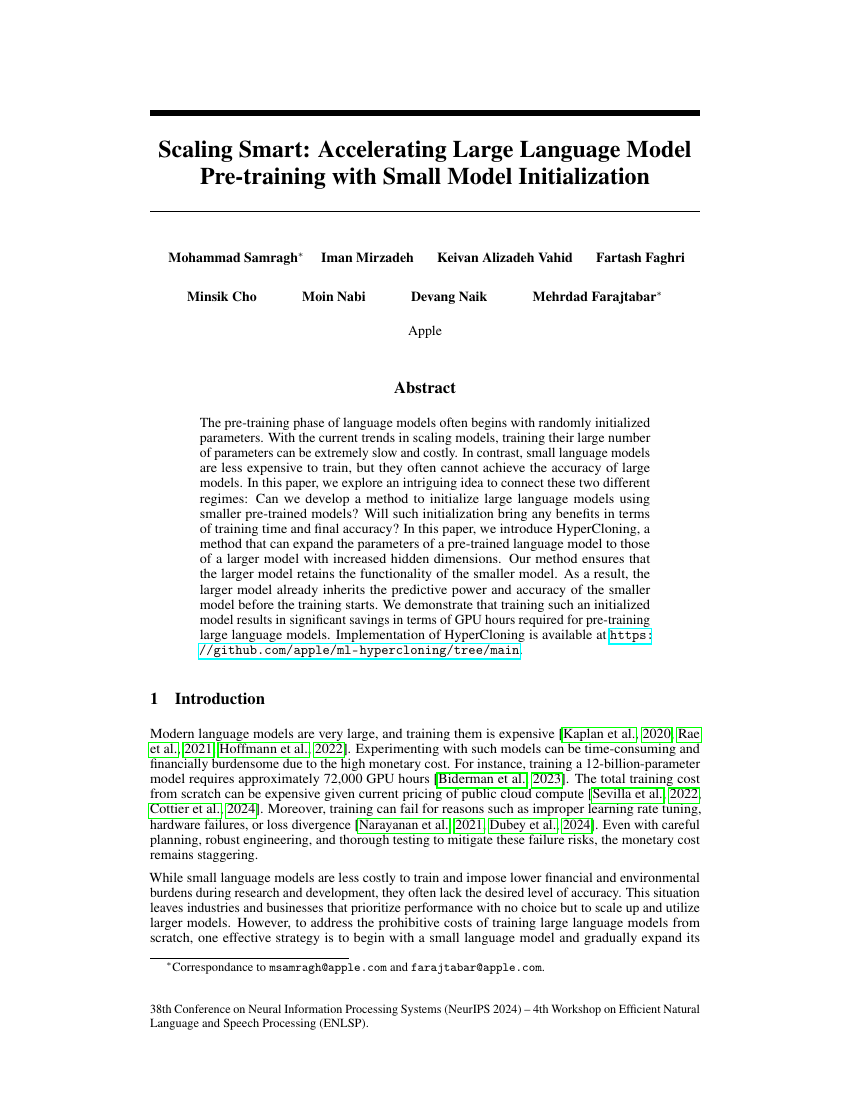 Scaling Smart: Accelerating Large Language Model
Pre-training with Small Model Initialization
Mohammad Samragh* Iman Mirzadeh Keivan Alizadeh Vahid Fartash Faghri
Minsik Cho Moin Nabi Devang Naik Mehrdad Farajtabar*
Apple
Abstract
The pre-training phase of language models often begins with randomly initialized
parameters. With the current trends in scaling models, training their large number
of parameters can be extremely slow and costly. In contrast, small language models
are less expensive to train, but they often cannot achieve the accuracy of large
models. In this paper, we explore an intriguing idea to connect these two different
regimes: Can we develop a method to initialize large language models using
smaller pre-trained models? Will such initialization bring any benefits in terms
of training time and final accuracy? In this paper, we introduce HyperCloning, a
method that can expand the parameters of a pre-trained language model to those
of a larger model with increased hidden dimensions. Our method ensures that
the larger model retains the functionality of the smaller model. As a result, the
larger model already inherits the predictive power and accuracy of the smaller
model before the training starts. We demonstrate that training such an initialized
model results in significant savings in terms of GPU hours required for pre-training
large language models. Implementation of HyperCloning is available at https:
//github.com/apple/ml-hypercloning/tree/main.
1 Introduction
Modern language models are very large, and training them is expensive [Kaplan et al., 2020, Rae
et al., 2021, Hoffmann et al., 2022]. Experimenting with such models can be time-consuming and
financially burdensome due to the high monetary cost. For instance, training a 12-billion-parameter
model requires approximately 72,000 GPU hours [Biderman et al., 2023]. The total training cost
from scratch can be expensive given current pricing of public cloud compute [Sevilla et al., 2022,
Cottier et al., 2024]. Moreover, training can fail for reasons such as improper learning rate tuning,
hardware failures, or loss divergence [Narayanan et al., 2021, Dubey et al., 2024]. Even with careful
planning, robust engineering, and thorough testing to mitigate these failure risks, the monetary cost
remains staggering.
While small language models are less costly to train and impose lower financial and environmental
burdens during research and development, they often lack the desired level of accuracy. This situation
leaves industries and businesses that prioritize performance with no choice but to scale up and utilize
larger models. However, to address the prohibitive costs of training large language models from
scratch, one effective strategy is to begin with a small language model and gradually expand its
*Correspondence to msamragh@apple.com and farajtabar@apple.com.
38th Conference on Neural Information Processing Systems (NeurIPS 2024) – 4th Workshop on Efficient Natural
Language and Speech Processing (ENLSP).